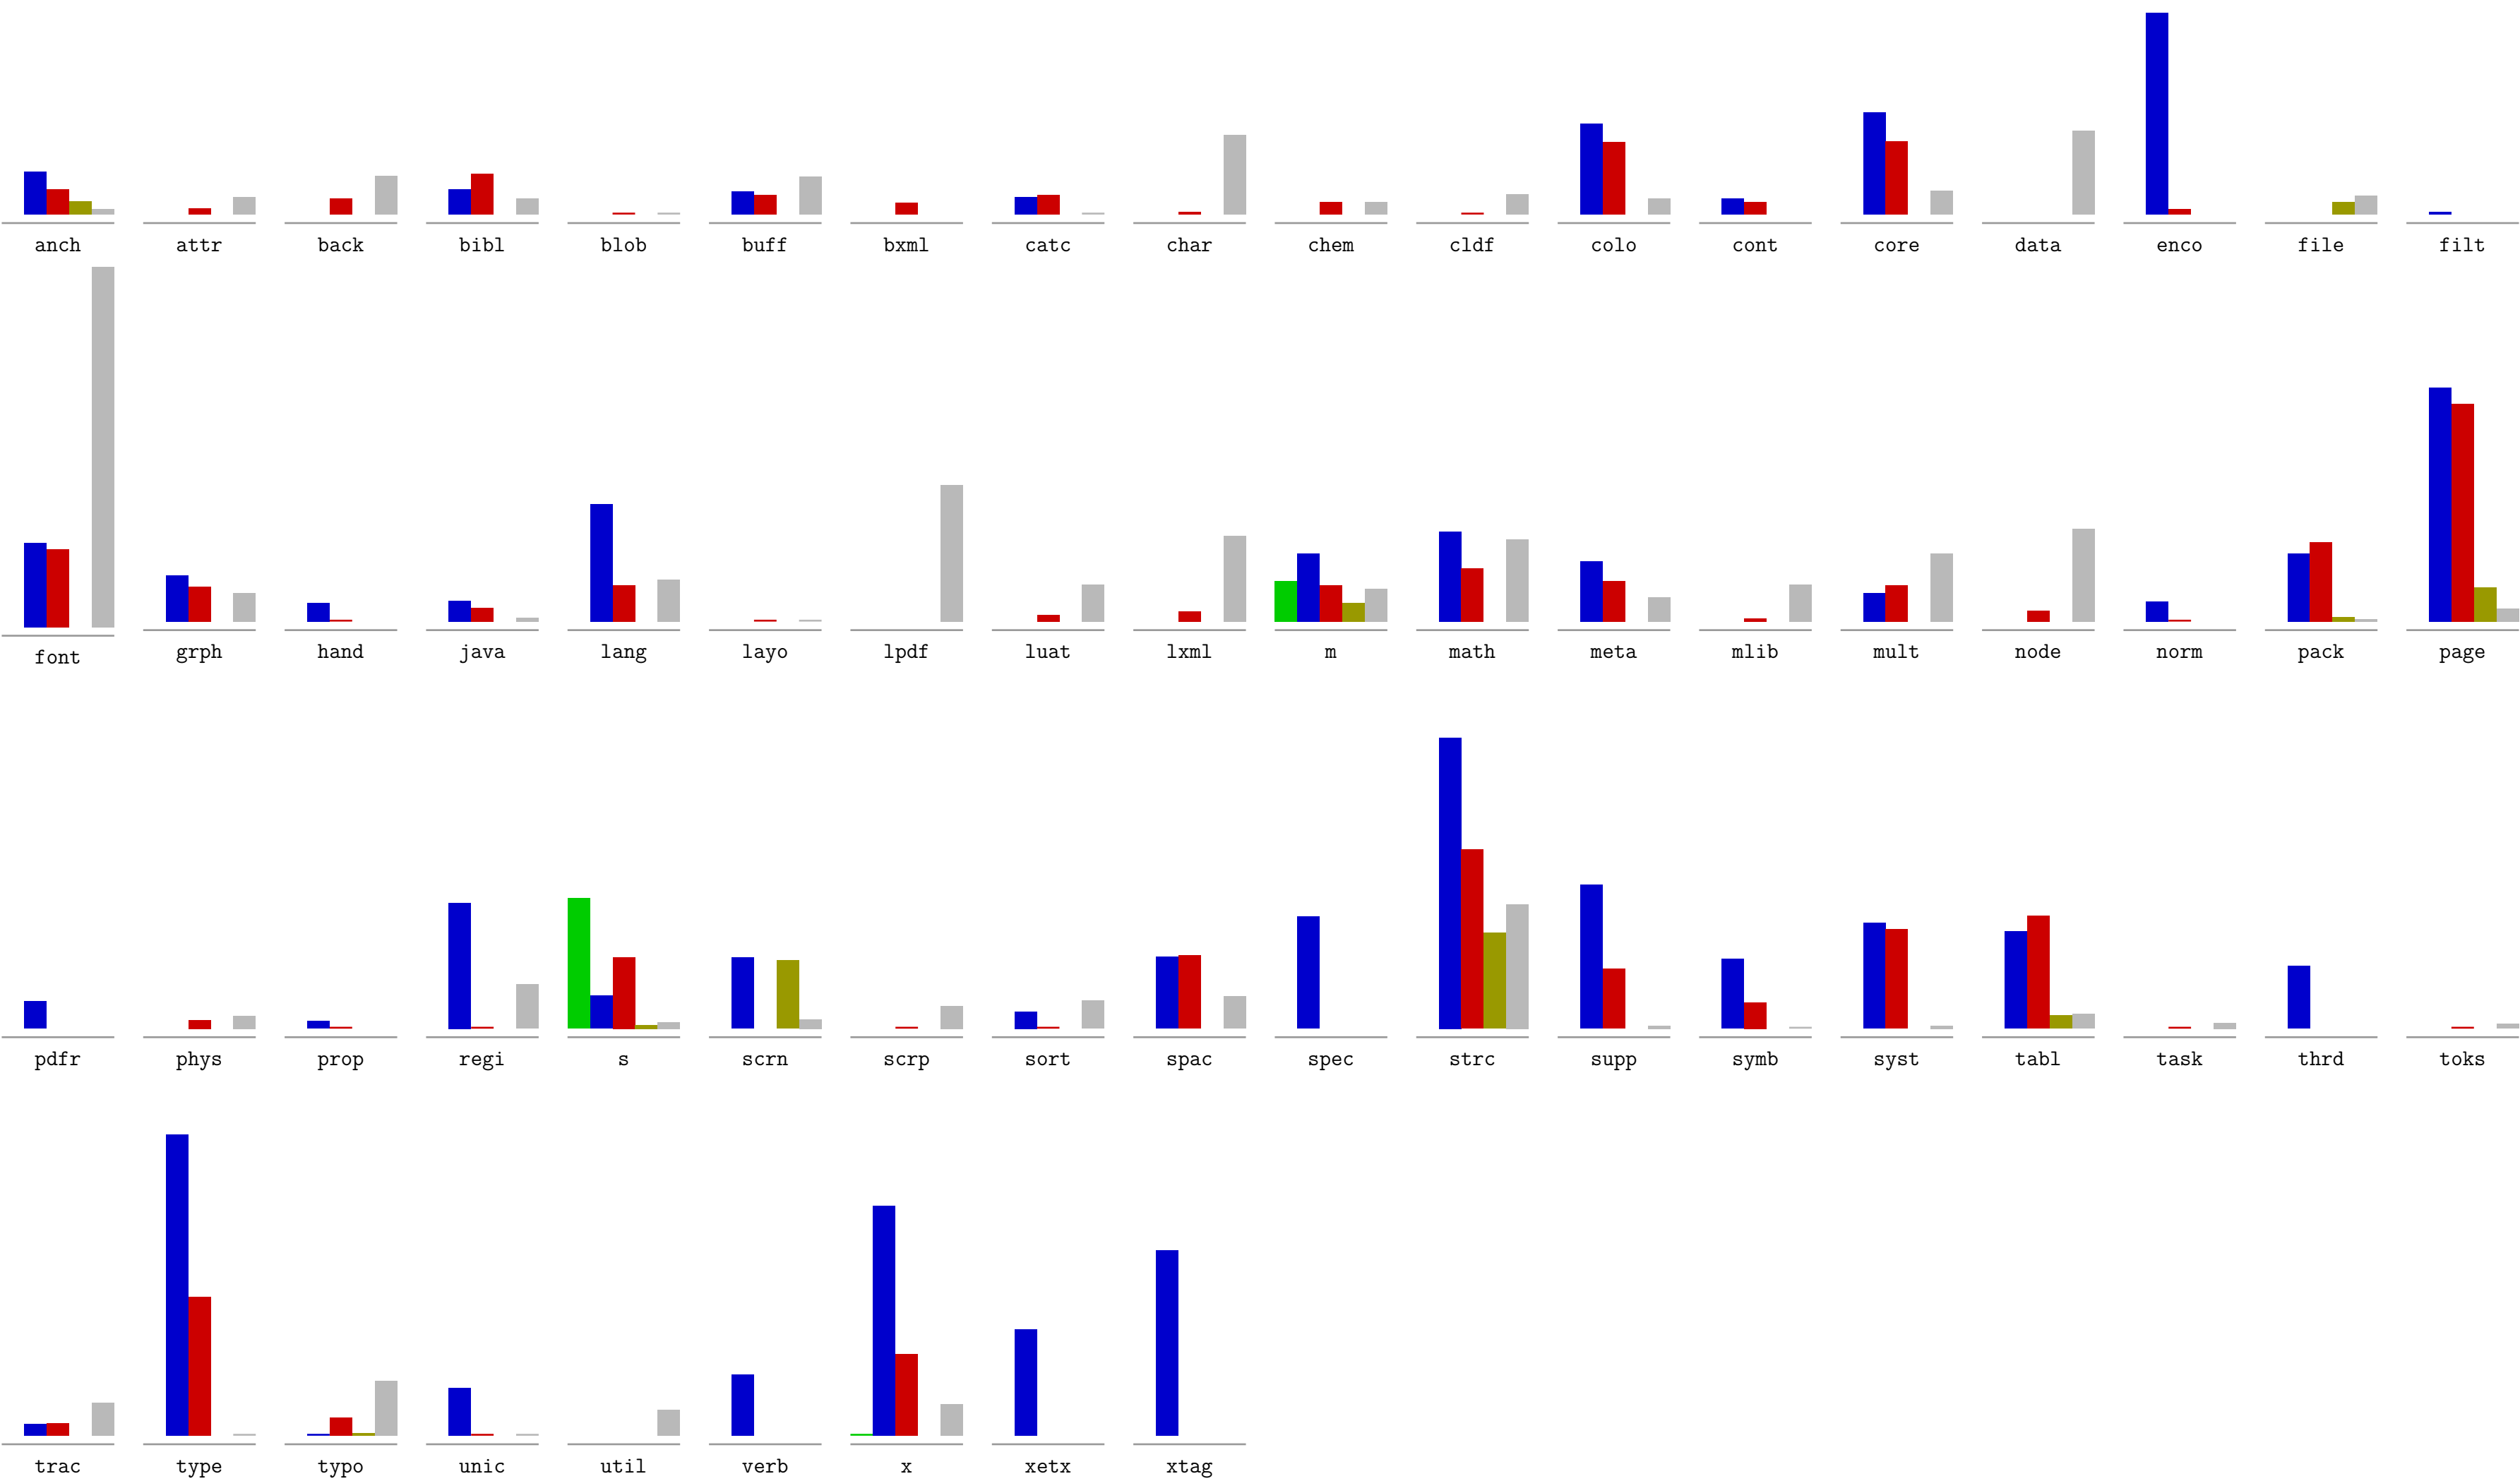 anch attr back bibl blob buff bxml catc char chem cldf colo cont core data enco file filt
font grph hand java lang layo lpdf luat lxml m math meta mlib mult node norm pack page
pdfr phys prop regi s scrn scrp sort spac spec strc supp symb syst tabl task thrd toks
trac type typo unic util verb x xetx xtag